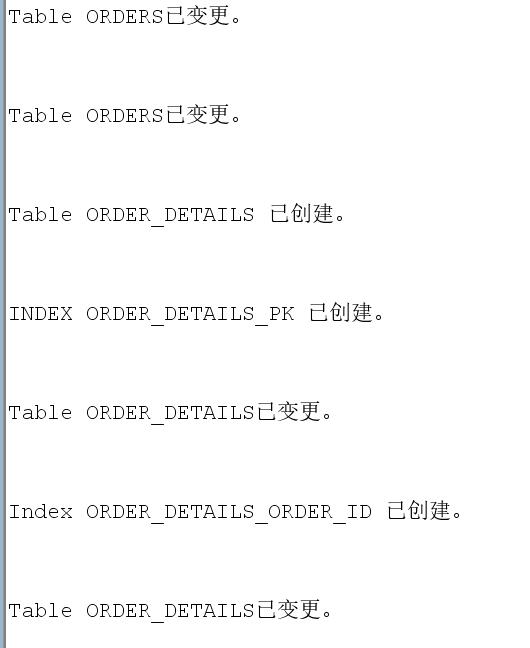 Table ORDERS已变更。
Table ORDERS已变更。
Table ORDER_DETAILS 已创建。
INDEX ORDER_DETAILS_PK 已创建。
Table ORDER_DETAILS已变更。
Index ORDER_DETAILS_ORDER_ID 已创建。
Table ORDER_DETAILS已变更。